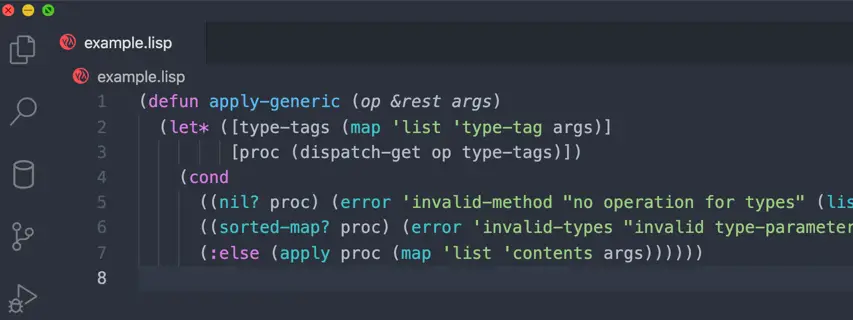 example.lisp
example.lisp
1 (defun apply-generic (op &rest args)
2 (let* ([type-tags (map 'list 'type-tag args)]
3 [proc (dispatch-get op type-tags)])
4 (cond
5 ((nil? proc) (error 'invalid-method "no operation for types" (lis
6 ((sorted-map? proc) (error 'invalid-types "invalid type-parameter
7 (:else (apply proc (map 'list 'contents args))))))
8